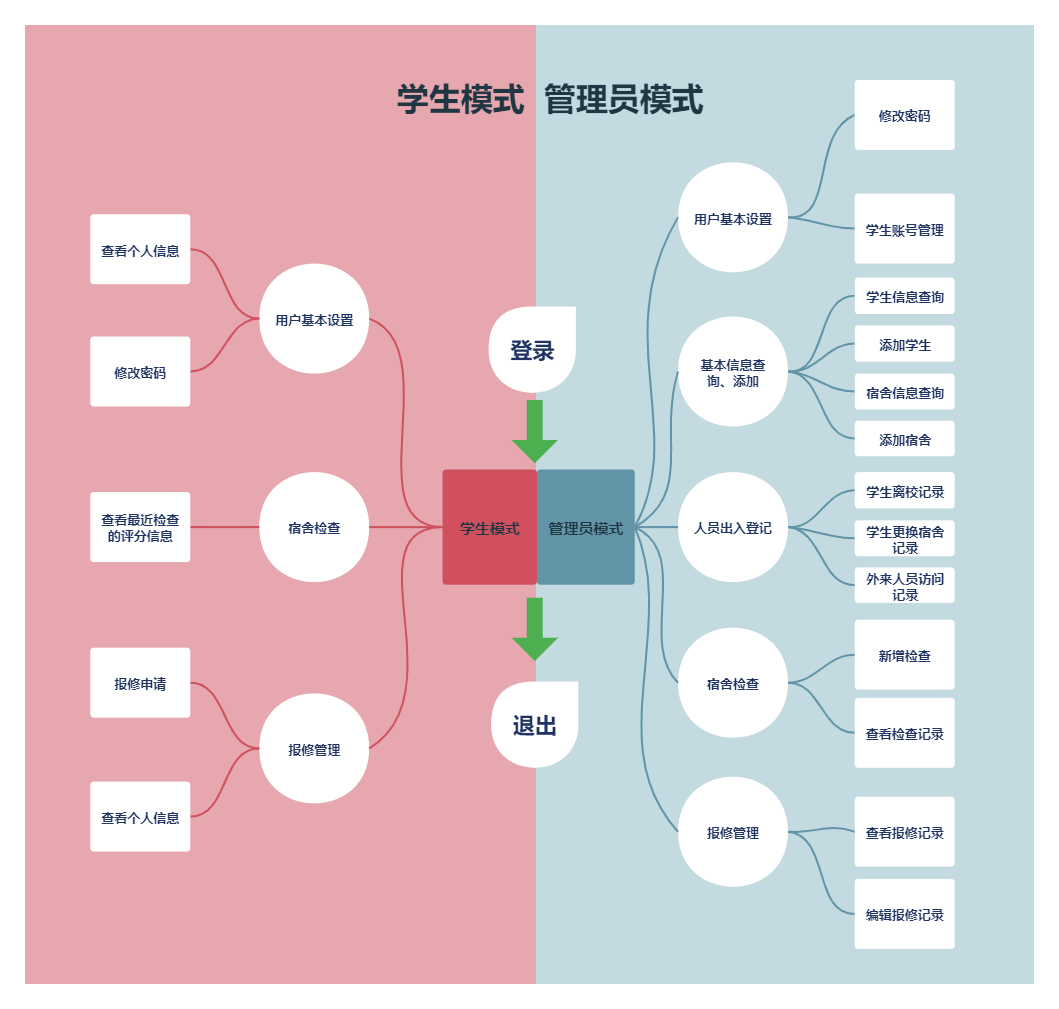 学生模式 管理员模式
查看个人信息
用户基本设置
修改密码
查看最近检查
的评分信息
宿舍检查
报修申请
报修管理
查看个人信息
登录
学生模式
管理员模式
退出
用户基本设置
修改密码
学生账号管理
基本信息查
询、添加
学生信息查询
添加学生
宿舍信息查询
添加宿舍
人员出入登记
学生离校记录
学生更换宿舍
记录
外来人员访问
记录
宿舍检查
新增检查
查看检查记录
报修管理
查看报修记录
编辑报修记录